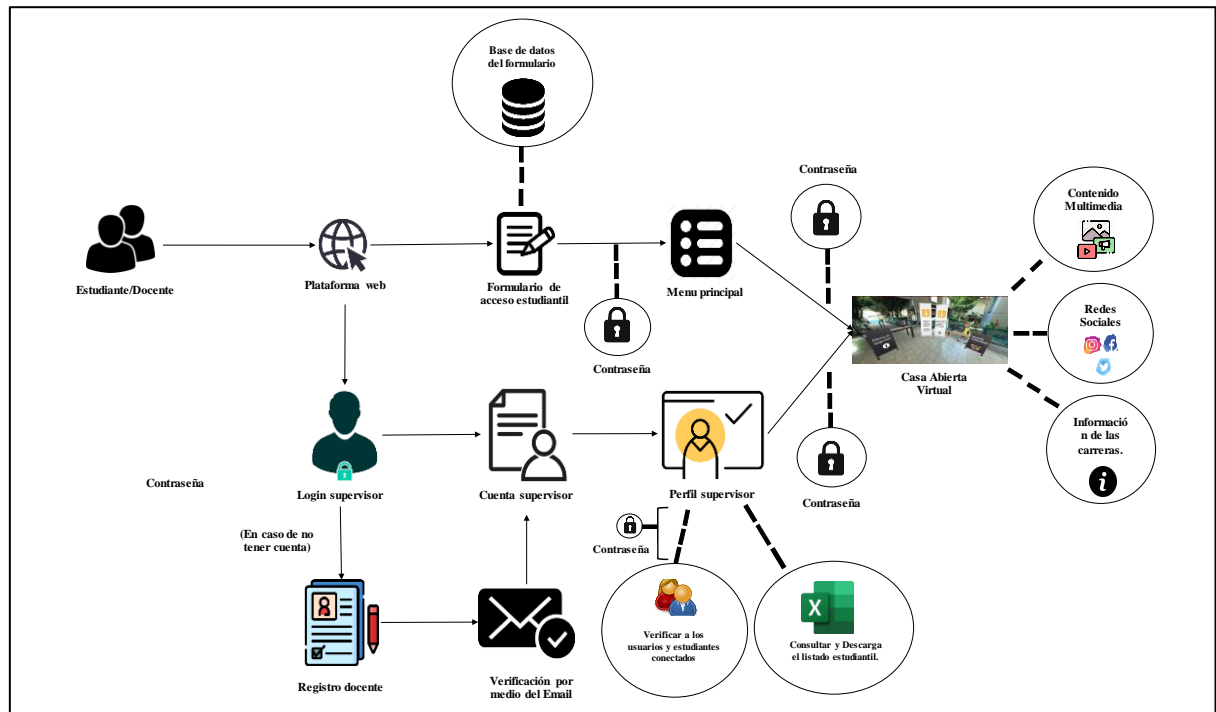 Base de datos
del formulario
Contraseña
Contenido
Multimedia
Estudiante/Docente
Plataforma web
Formulario de
acceso estudiantil
Menu principal
Contraseña
Redes
Sociales
Casa Abierta
Virtual
Informació
n de las
carreras.
Contraseña
Login supervisor
Cuenta supervisor
Perfil supervisor
Contraseña
(En caso de no
tener cuenta)
Contraseña
Verificar a los
usuarios y estudiantes
conectados
Consultar y Descarga
el listado estudiantil.
Registro docente
Verificación por
medio del Email